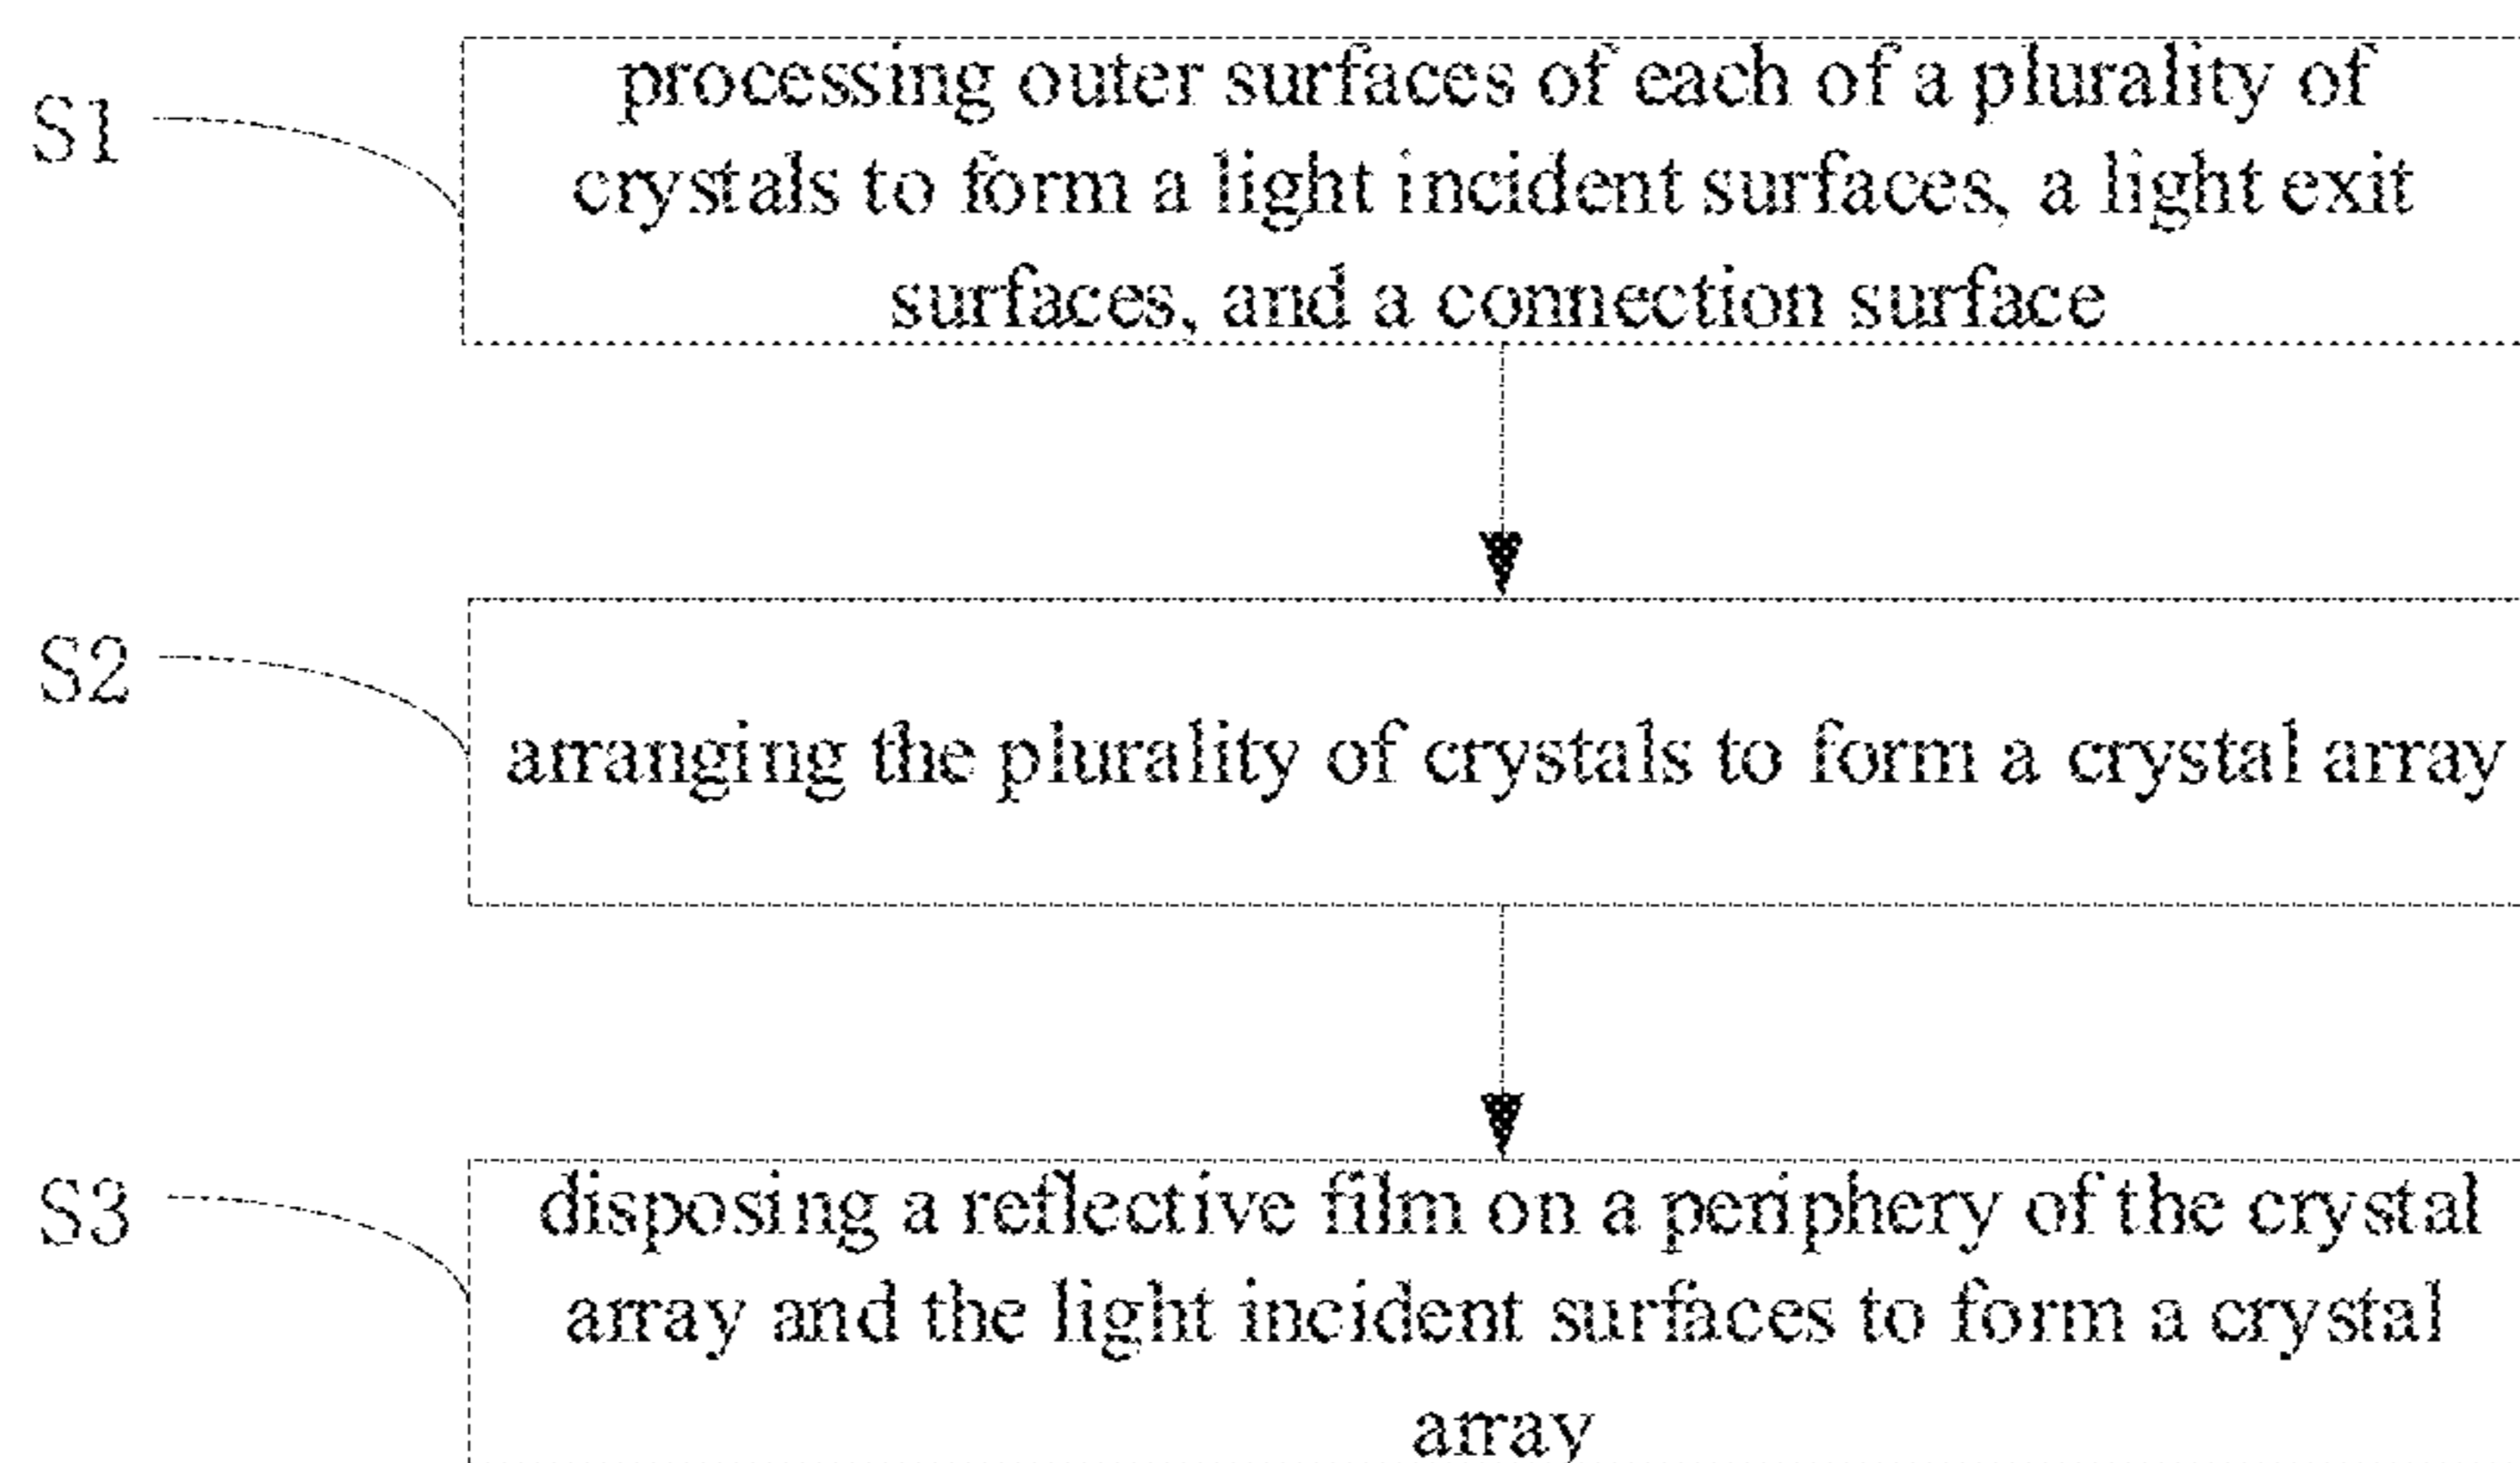 S1
processing outer surfaces of each of a plurality of
crystals to form a light incident surfaces, a light exit
surfaces, and a connection surface
S2
arranging the plurality of crystals to form a crystal array
S3
disposing a reflective film on a periphery of the crystal
array and the light incident surfaces to form a crystal
array